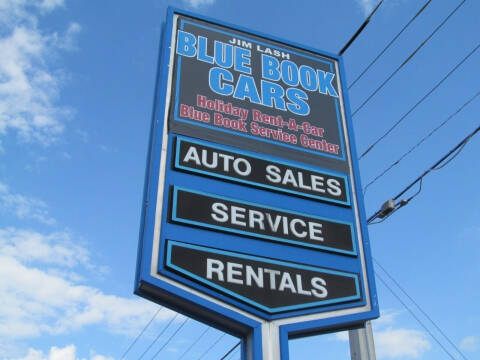 JIM LASH
BLUE BOOK
CARS
Holiday Rent-A-Car
Blue Book Service Center
AUTO SALES
SERVICE
RENTALS